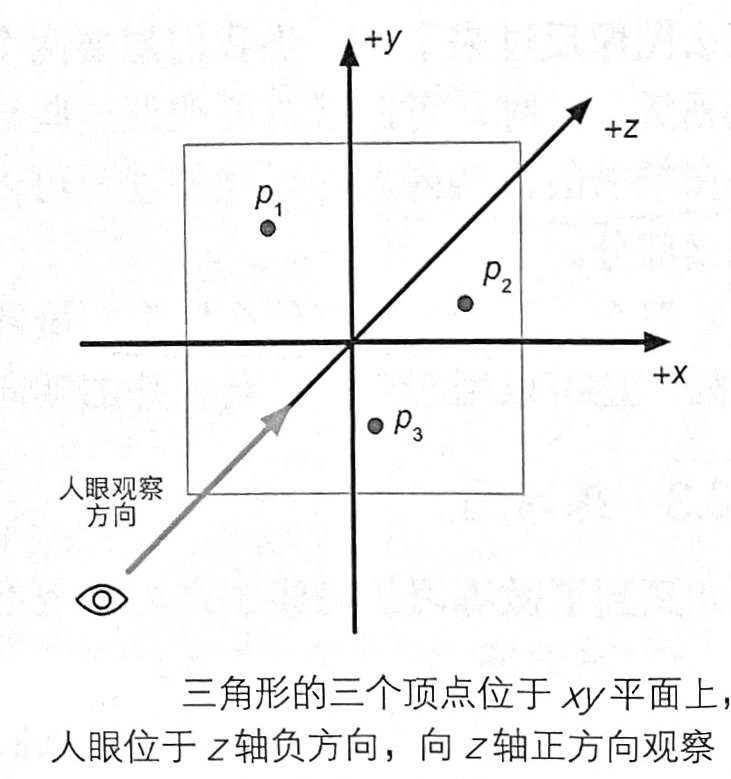 +y
+z
p1
p2
+x
p3
人眼观察
方向
三角形的三个顶点位于 xy 平面上，
人眼位于 z 轴负方向，向 z 轴正方向观察